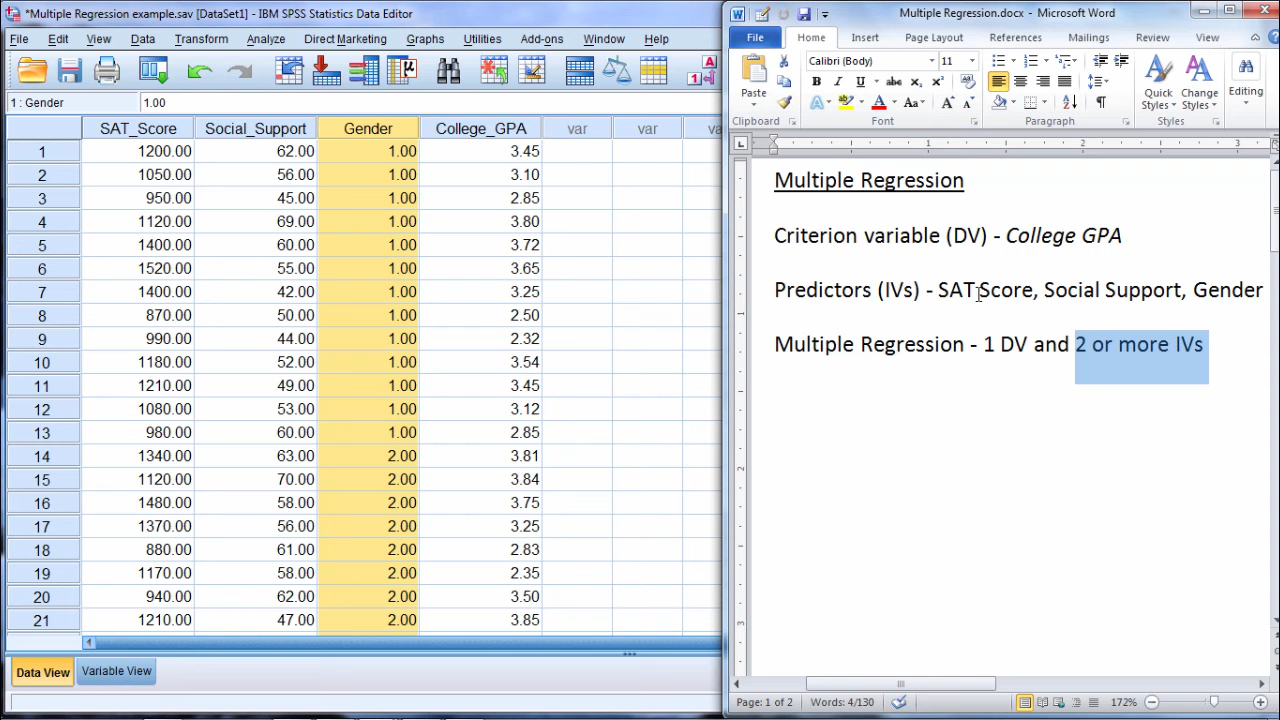 *Multiple Regression example.sav [DataSet1] - IBM SPSS Statistics Data Editor
File Edit View Data Transform Analyze Direct Marketing Graphs Utilities Add-ons Window Help
1 : Gender 1.00
SAT_Score Social_Support Gender College_GPA var var va
1 1200.00 62.00 1.00 3.45
2 1050.00 56.00 1.00 3.10
3 950.00 45.00 1.00 2.85
4 1120.00 69.00 1.00 3.80
5 1400.00 60.00 1.00 3.72
6 1520.00 55.00 1.00 3.65
7 1400.00 42.00 1.00 3.25
8 870.00 50.00 1.00 2.50
9 990.00 44.00 1.00 2.32
10 1180.00 52.00 1.00 3.54
11 1210.00 49.00 1.00 3.45
12 1080.00 53.00 1.00 3.12
13 980.00 60.00 1.00 2.85
14 1340.00 63.00 2.00 3.81
15 1120.00 70.00 2.00 3.84
16 1480.00 58.00 2.00 3.75
17 1370.00 56.00 2.00 3.25
18 880.00 61.00 2.00 2.83
19 1170.00 58.00 2.00 2.35
20 940.00 62.00 2.00 3.50
21 1210.00 47.00 2.00 3.85
Data View Variable View
Multiple Regression.docx - Microsoft Word
File Home Insert Page Layout References Mailings Review View
Calibri (Body) 11
Paste
Quick Styles
Change Styles
Editing
Clipboard Font Paragraph Styles
1 2 3
Multiple Regression
Criterion variable (DV) - College GPA
Predictors (IVs) - SAT Score, Social Support, Gender
Multiple Regression - 1 DV and 2 or more IVs
Page: 1 of 2 Words: 4/130 172%